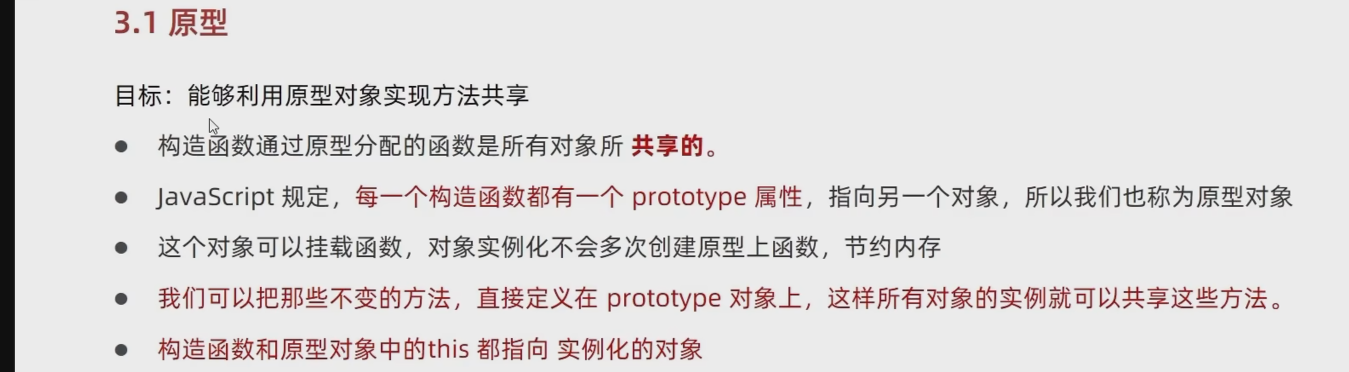 3.1 原型
目标：能够利用原型对象实现方法共享
● 构造函数通过原型分配的函数是所有对象所 共享的。
● JavaScript 规定，每一个构造函数都有一个 prototype 属性，指向另一个对象，所以我们也称为原型对象
● 这个对象可以挂载函数，对象实例化不会多次创建原型上函数，节约内存
● 我们可以把那些不变的方法，直接定义在 prototype 对象上，这样所有对象的实例就可以共享这些方法。
● 构造函数和原型对象中的this 都指向 实例化的对象